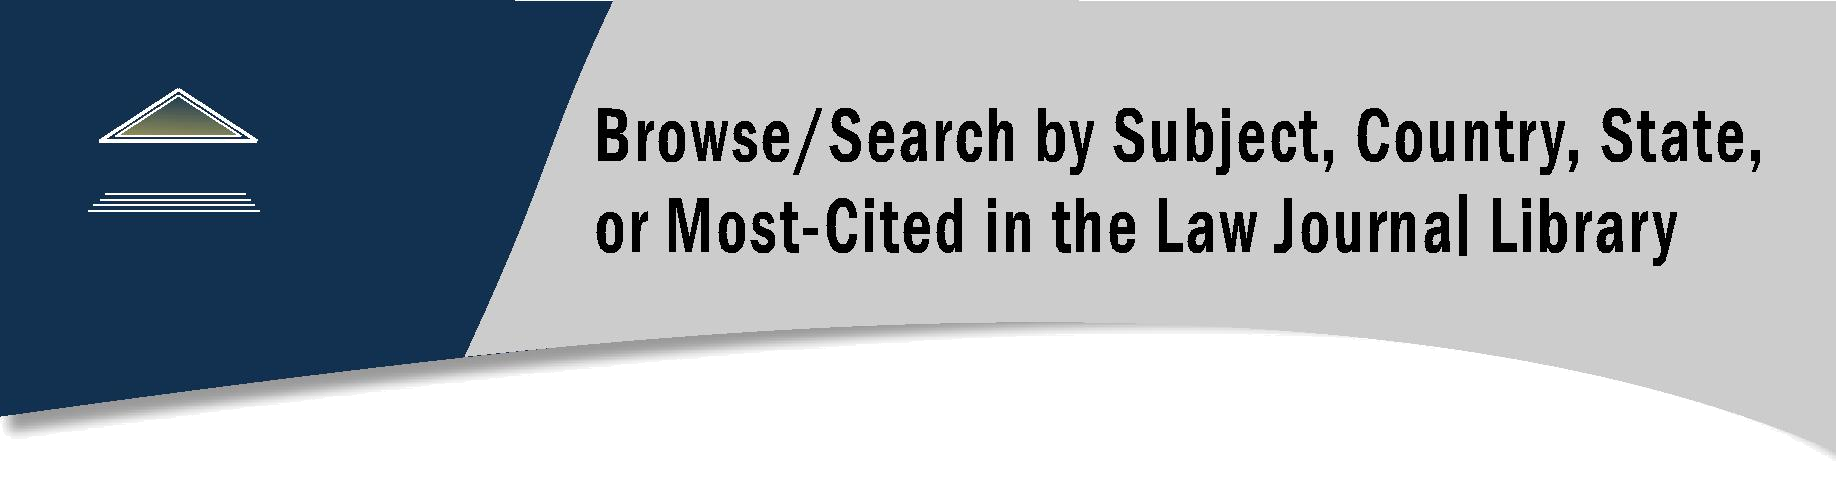 Browse/Search by Subject, Country, State,
or Most-Cited in the Law Journal Library